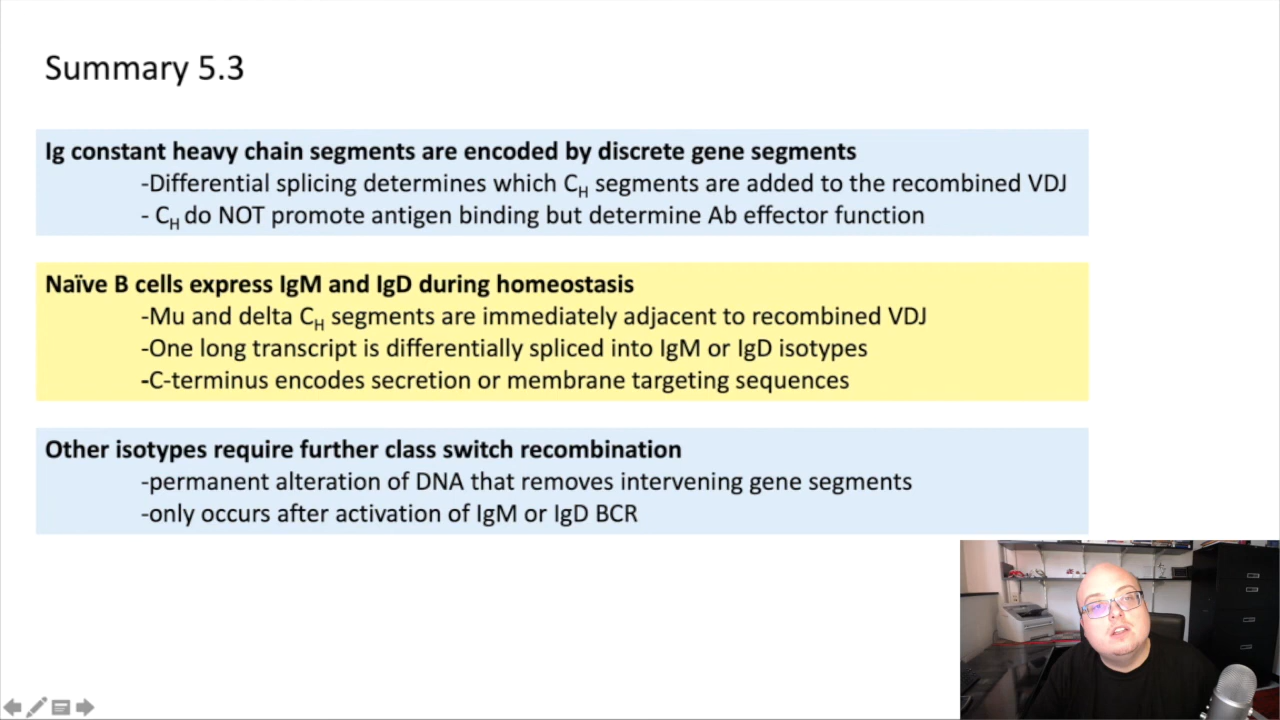 Summary 5.3
Ig constant heavy chain segments are encoded by discrete gene segments
-Differential splicing determines which CH segments are added to the recombined VDJ
- CH do NOT promote antigen binding but determine Ab effector function
Naïve B cells express IgM and IgD during homeostasis
-Mu and delta CH segments are immediately adjacent to recombined VDJ
-One long transcript is differentially spliced into IgM or IgD isotypes
-C-terminus encodes secretion or membrane targeting sequences
Other isotypes require further class switch recombination
-permanent alteration of DNA that removes intervening gene segments
-only occurs after activation of IgM or IgD BCR